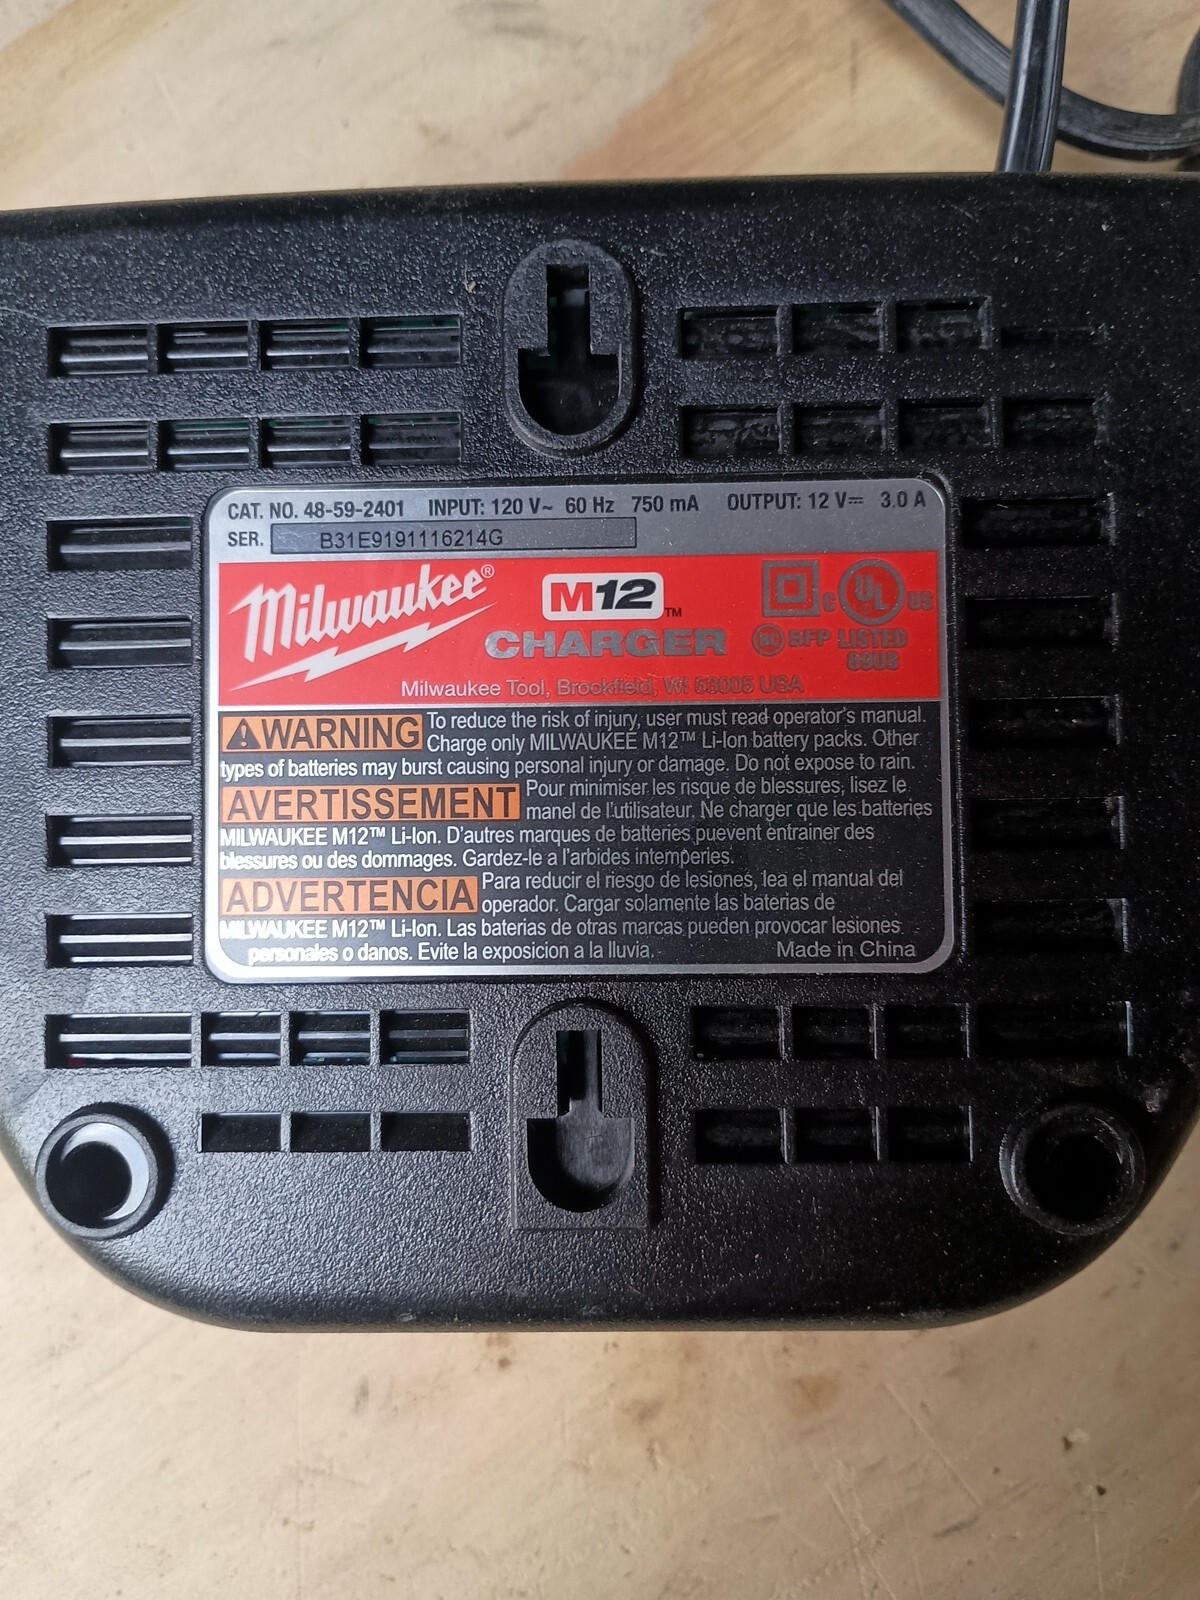 CAT. NO. 48-59-2401 INPUT: 120 V~ 60 Hz 750 mA OUTPUT: 12 V⎓ 3.0 A
SER. B31E9191116214G
Milwaukee® M12™ C UL US
CHARGER BC BFP LISTED
Milwaukee Tool, Brookfield, WI 53005 USA
⚠WARNING To reduce the risk of injury, user must read operator's manual.
Charge only MILWAUKEE M12™ Li-Ion battery packs. Other
types of batteries may burst causing personal injury or damage. Do not expose to rain.
AVERTISSEMENT Pour minimiser les risque de blessures, lisez le
manel de l'utilisateur. Ne charger que les batteries
MILWAUKEE M12™ Li-Ion. D'autres marques de batteries puevent entrainer des
blessures ou des dommages. Gardez-le a l'arbides intemperies.
ADVERTENCIA Para reducir el riesgo de lesiones, lea el manual del
operador. Cargar solamente las baterias de
MILWAUKEE M12™ Li-Ion. Las baterias de otras marcas pueden provocar lesiones
personales o danos. Evite la exposicion a la lluvia. Made in China